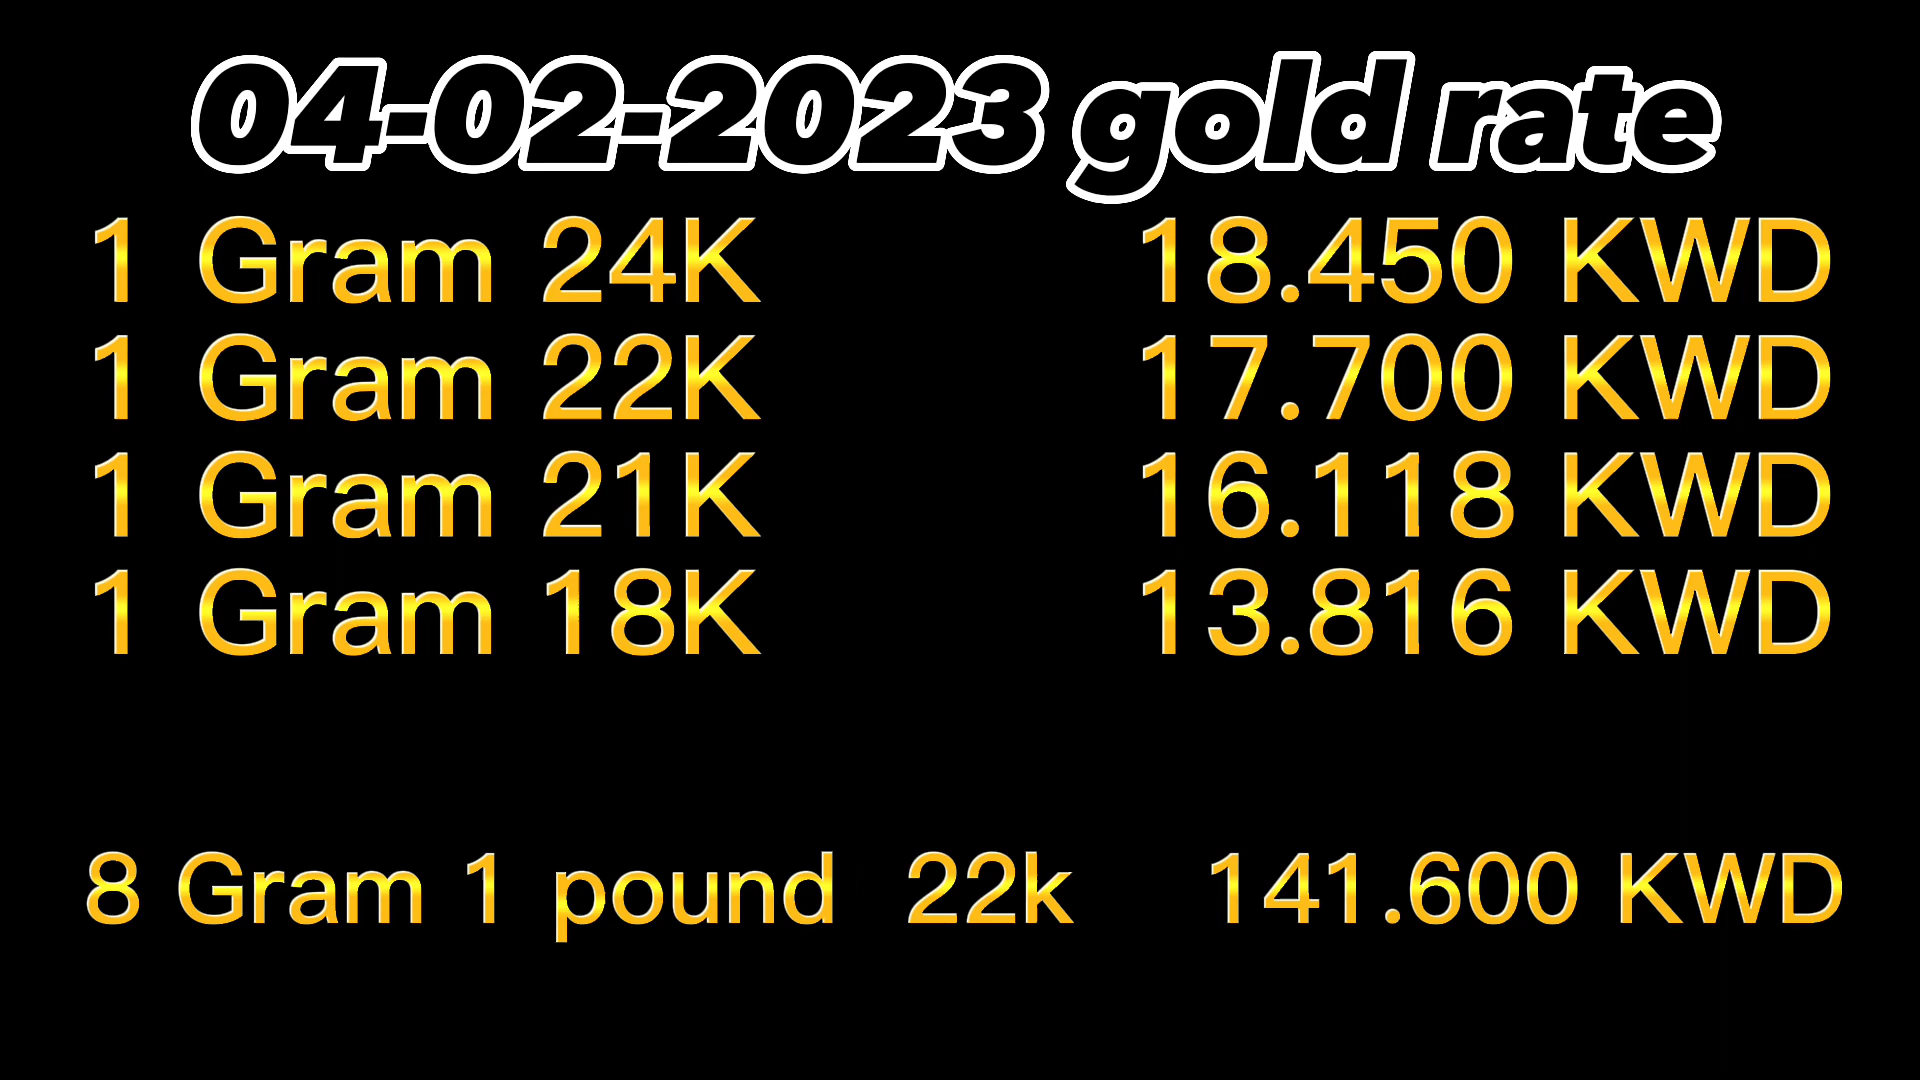 04-02-2023 gold rate
1 Gram 24K 18.450 KWD
1 Gram 22K 17.700 KWD
1 Gram 21K 16.118 KWD
1 Gram 18K 13.816 KWD
8 Gram 1 pound 22k 141.600 KWD